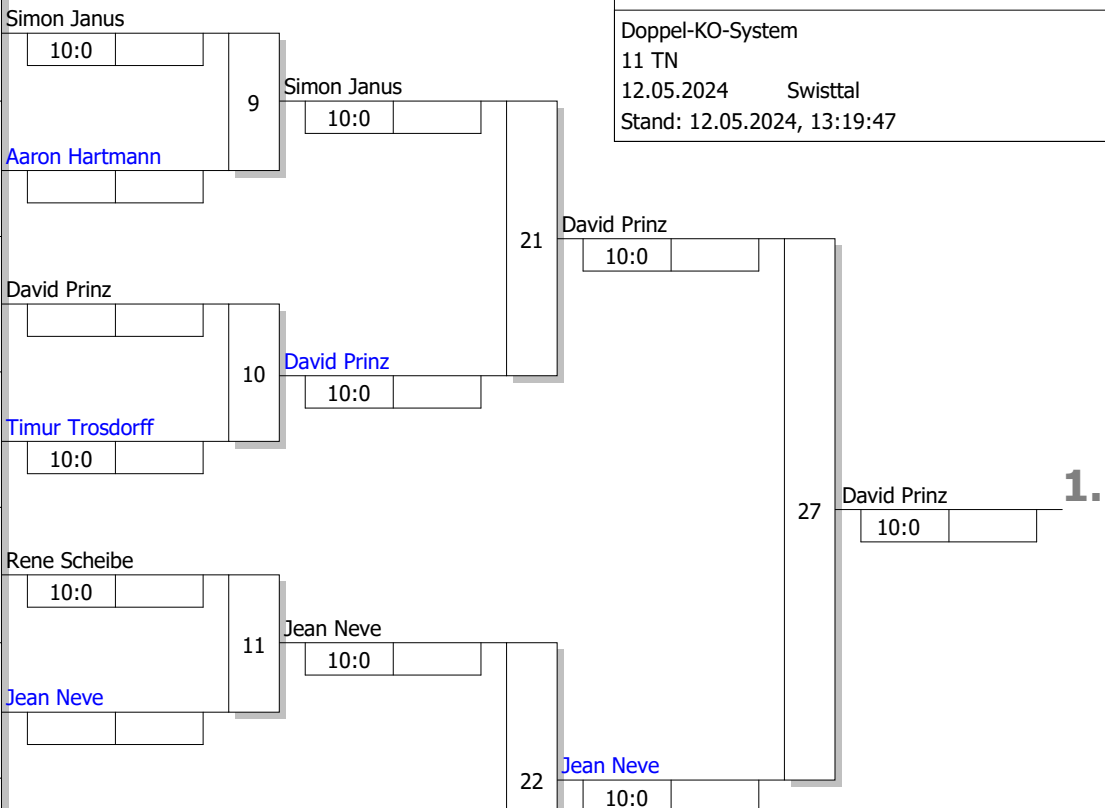 Simon Janus
10:0
9
Aaron Hartmann
David Prinz
10
Timur Trosdorff
10:0
Rene Scheibe
10:0
11
Jean Neve
Simon Janus
10:0
21
David Prinz
10:0
Jean Neve
10:0
22
David Prinz
10:0
27
Jean Neve
10:0
David Prinz
10:0
1.
Doppel-KO-System
11 TN
12.05.2024 Swisttal
Stand: 12.05.2024, 13:19:47